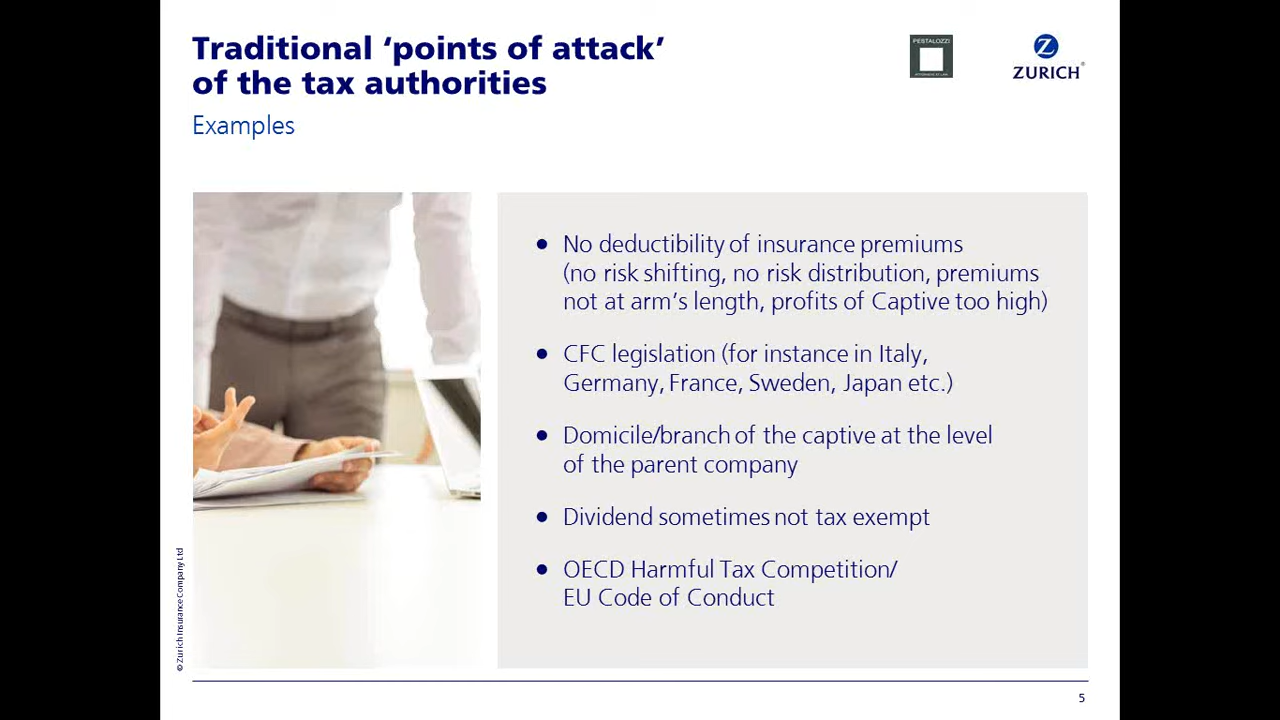 Traditional ‘points of attack’
of the tax authorities
Examples
PESTALOZZI
ATTORNEYS AT LAW
Z
ZURICH®
● No deductibility of insurance premiums
(no risk shifting, no risk distribution, premiums
not at arm’s length, profits of Captive too high)
● CFC legislation (for instance in Italy,
Germany, France, Sweden, Japan etc.)
● Domicile/branch of the captive at the level
of the parent company
● Dividend sometimes not tax exempt
● OECD Harmful Tax Competition/
EU Code of Conduct
© Zurich Insurance Company Ltd
5